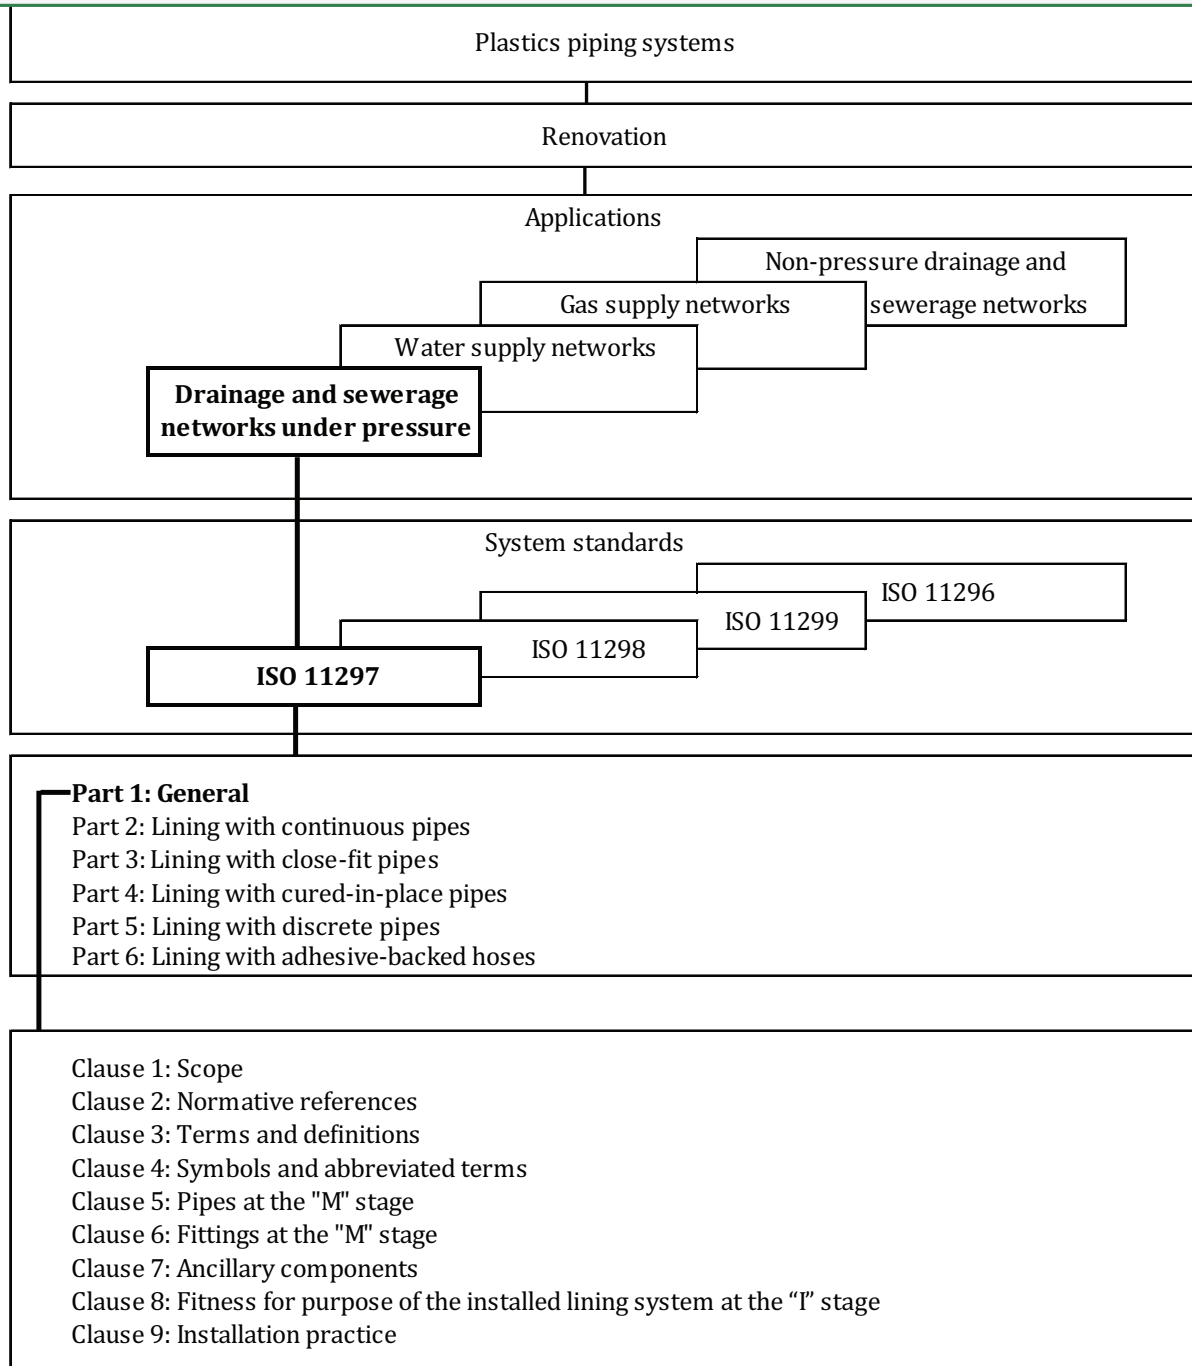 Plastics piping systems
Renovation
Applications
Non-pressure drainage and
sewerage networks
Gas supply networks
Water supply networks
Drainage and sewerage
networks under pressure
System standards
ISO 11296
ISO 11299
ISO 11298
ISO 11297
Part 1: General
Part 2: Lining with continuous pipes
Part 3: Lining with close-fit pipes
Part 4: Lining with cured-in-place pipes
Part 5: Lining with discrete pipes
Part 6: Lining with adhesive-backed hoses
Clause 1: Scope
Clause 2: Normative references
Clause 3: Terms and definitions
Clause 4: Symbols and abbreviated terms
Clause 5: Pipes at the "M" stage
Clause 6: Fittings at the "M" stage
Clause 7: Ancillary components
Clause 8: Fitness for purpose of the installed lining system at the “I” stage
Clause 9: Installation practice